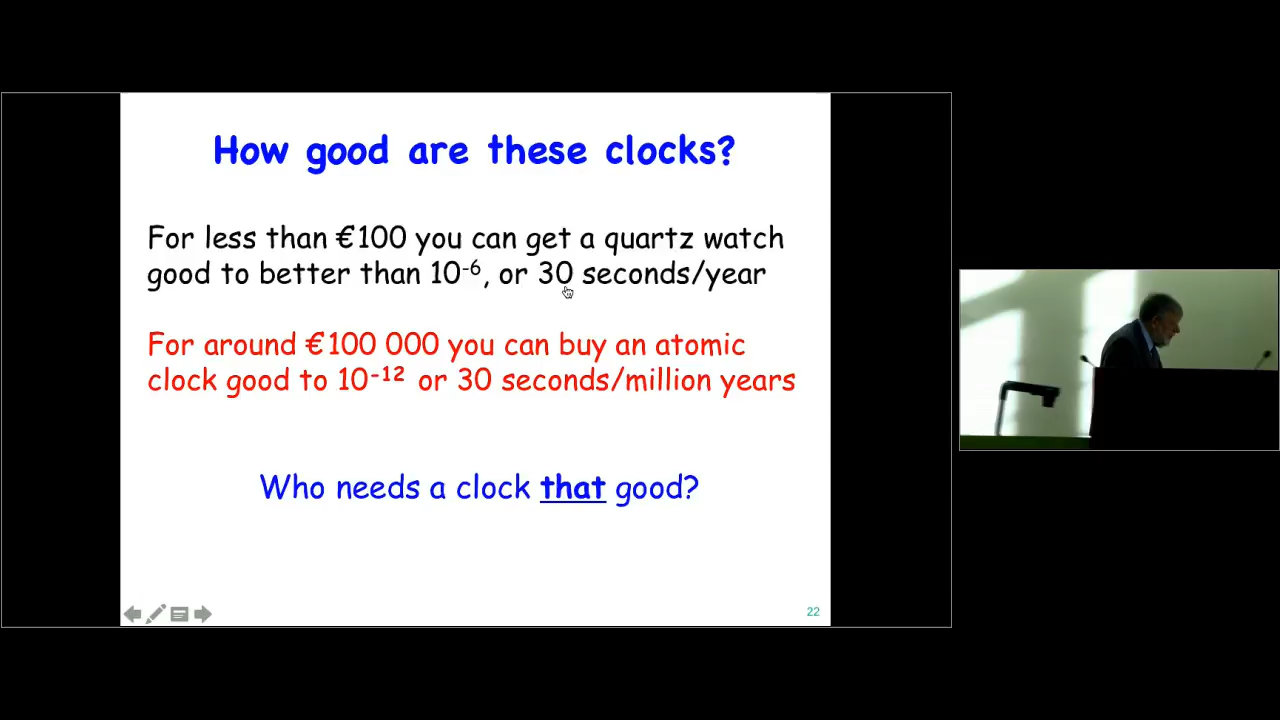 How good are these clocks?
For less than €100 you can get a quartz watch
good to better than 10⁻⁶, or 30 seconds/year
For around €100 000 you can buy an atomic
clock good to 10⁻¹² or 30 seconds/million years
Who needs a clock that good?
22